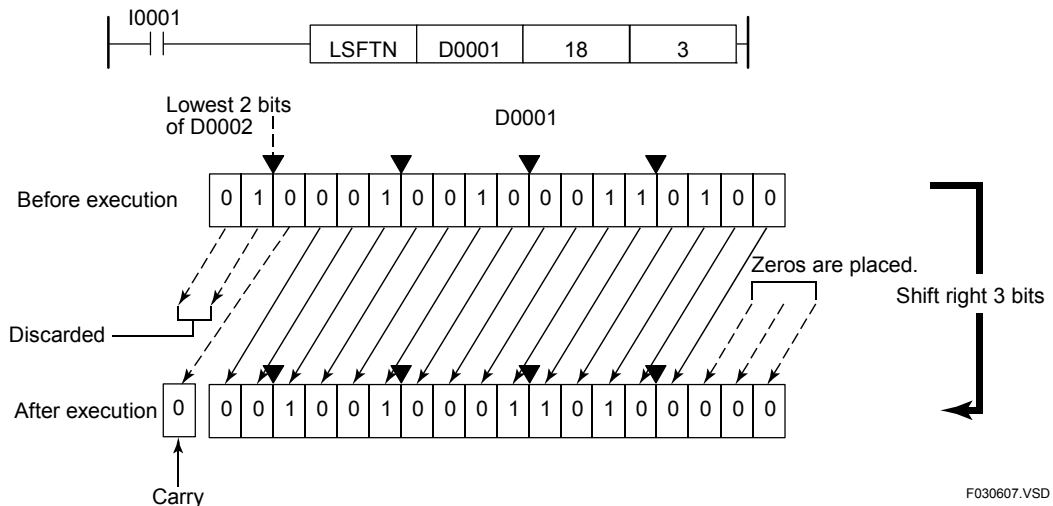 I0001
LSFTN D0001 18 3
Lowest 2 bits
of D0002
D0001
Before execution 0 1 0 0 0 1 0 0 1 0 0 0 1 1 0 1 0 0
Zeros are placed.
Shift right 3 bits
Discarded
After execution 0 0 0 1 0 0 1 0 0 0 1 1 0 1 0 0 0 0 0
Carry
F030607.VSD